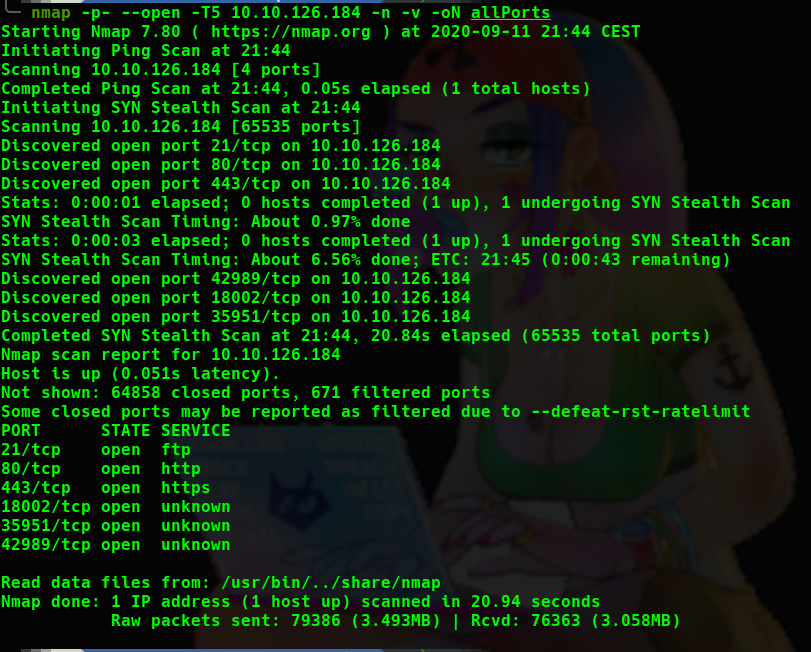 nmap -p- --open -T5 10.10.126.184 -n -v -oN allPorts
Starting Nmap 7.80 ( https://nmap.org ) at 2020-09-11 21:44 CEST
Initiating Ping Scan at 21:44
Scanning 10.10.126.184 [4 ports]
Completed Ping Scan at 21:44, 0.05s elapsed (1 total hosts)
Initiating SYN Stealth Scan at 21:44
Scanning 10.10.126.184 [65535 ports]
Discovered open port 21/tcp on 10.10.126.184
Discovered open port 80/tcp on 10.10.126.184
Discovered open port 443/tcp on 10.10.126.184
Stats: 0:00:01 elapsed; 0 hosts completed (1 up), 1 undergoing SYN Stealth Scan
SYN Stealth Scan Timing: About 0.97% done
Stats: 0:00:03 elapsed; 0 hosts completed (1 up), 1 undergoing SYN Stealth Scan
SYN Stealth Scan Timing: About 6.56% done; ETC: 21:45 (0:00:43 remaining)
Discovered open port 42989/tcp on 10.10.126.184
Discovered open port 18002/tcp on 10.10.126.184
Discovered open port 35951/tcp on 10.10.126.184
Completed SYN Stealth Scan at 21:44, 20.84s elapsed (65535 total ports)
Nmap scan report for 10.10.126.184
Host is up (0.051s latency).
Not shown: 64858 closed ports, 671 filtered ports
Some closed ports may be reported as filtered due to --defeat-rst-ratelimit
PORT      STATE SERVICE
21/tcp    open  ftp
80/tcp    open  http
443/tcp   open  https
18002/tcp open  unknown
35951/tcp open  unknown
42989/tcp open  unknown
Read data files from: /usr/bin/../share/nmap
Nmap done: 1 IP address (1 host up) scanned in 20.94 seconds
           Raw packets sent: 79386 (3.493MB) | Rcvd: 76363 (3.058MB)